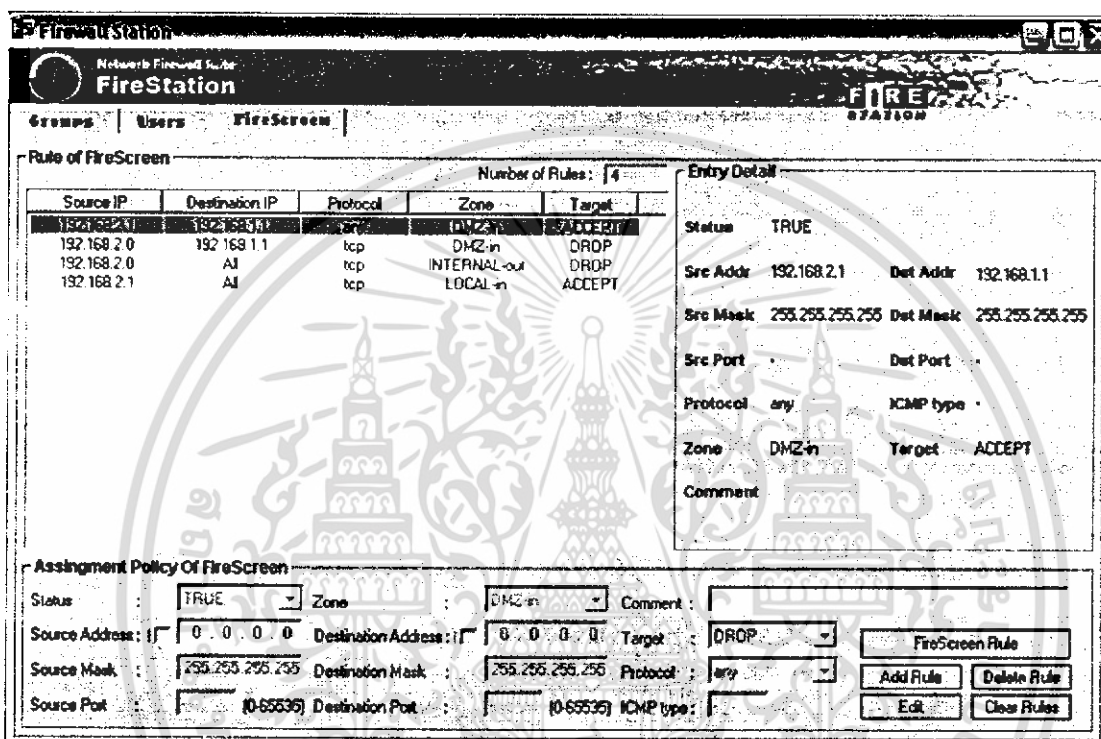 Firewall Station
Network Firewall Suite
FireStation
FIRE
STATION
Groups Users FireScreen
Rule of FireScreen
Number of Rules : 4
Source IP Destination IP Protocol Zone Target
192.168.2.1 192.168.1.1 any DMZ-in ACCEPT
192.168.2.0 192.168.1.1 tcp DMZ-in DROP
192.168.2.0 All tcp INTERNAL-out DROP
192.168.2.1 All tcp LOCAL-in ACCEPT
Entry Detail
Status TRUE
Src Addr 192.168.2.1 Dst Addr 192.168.1.1
Src Mask 255.255.255.255 Dst Mask 255.255.255.255
Src Port - Dst Port -
Protocol any ICMP type -
Zone DMZ-in Target ACCEPT
Comment
Assingment Policy Of FireScreen
Status : TRUE Zone : DMZ-in Comment :
Source Address : 0 . 0 . 0 . 0 Destination Address : 0 . 0 . 0 . 0 Target : DROP
Source Mask : 255.255.255.255 Destination Mask : 255.255.255.255 Protocol : any
Source Port : [0-65535] Destination Port : [0-65535] ICMP type :
FireScreen Rule
Add Rule Delete Rule
Edit Clear Rules